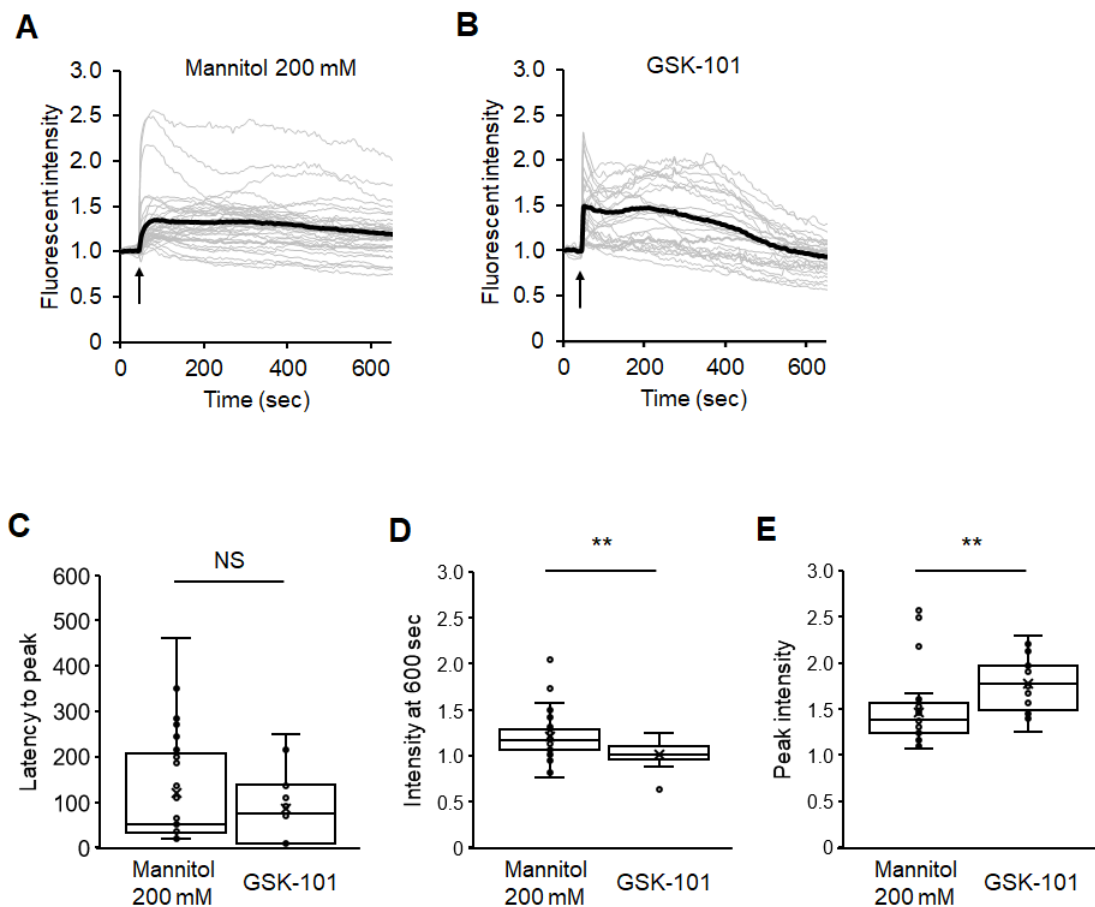 A
Mannitol 200 mM
Fluorescent intensity
3.0
2.5
2.0
1.5
1.0
0.5
0
0 200 400 600
Time (sec)
B
GSK-101
Fluorescent intensity
3.0
2.5
2.0
1.5
1.0
0.5
0
0 200 400 600
Time (sec)
C
NS
Latency to peak
600
500
400
300
200
100
0
Mannitol
200 mM
GSK-101
D
**
Intensity at 600 sec
3.0
2.5
2.0
1.5
1.0
0.5
0
Mannitol
200 mM
GSK-101
E
**
Peak intensity
3.0
2.5
2.0
1.5
1.0
0.5
0
Mannitol
200 mM
GSK-101